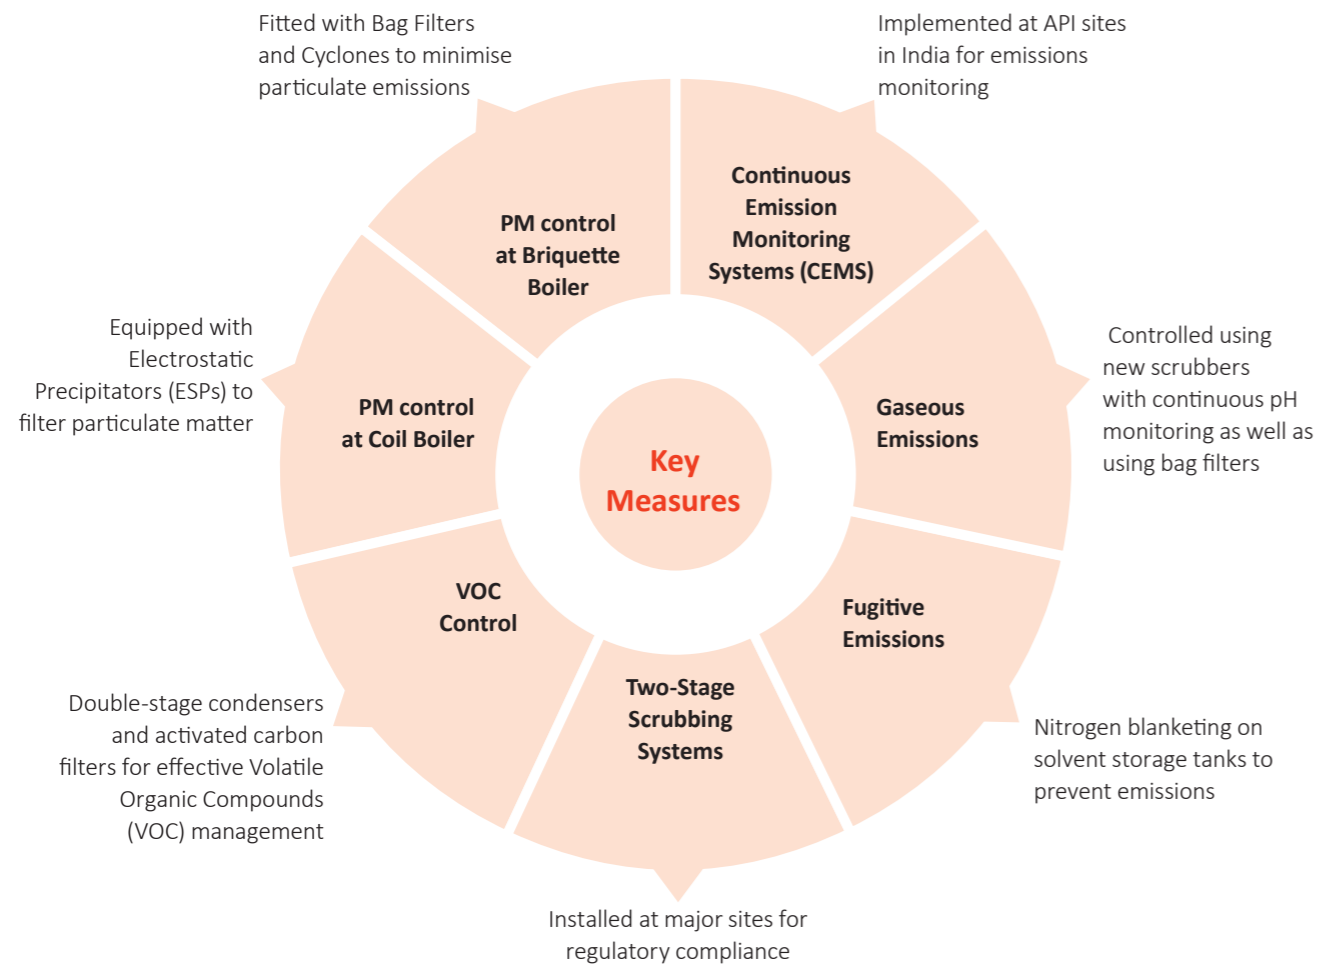 Fitted with Bag Filters
and Cyclones to minimise
particulate emissions
Implemented at API sites
in India for emissions
monitoring
Continuous
Emission
Monitoring
Systems (CEMS)
PM control
at Briquette
Boiler
Equipped with
Electrostatic
Precipitators (ESPs) to
filter particulate matter
PM control
at Coil Boiler
Key
Measures
Gaseous
Emissions
Controlled using
new scrubbers
with continuous pH
monitoring as well as
using bag filters
VOC
Control
Fugitive
Emissions
Two-Stage
Scrubbing
Systems
Double-stage condensers
and activated carbon
filters for effective Volatile
Organic Compounds
(VOC) management
Nitrogen blanketing on
solvent storage tanks to
prevent emissions
Installed at major sites for
regulatory compliance